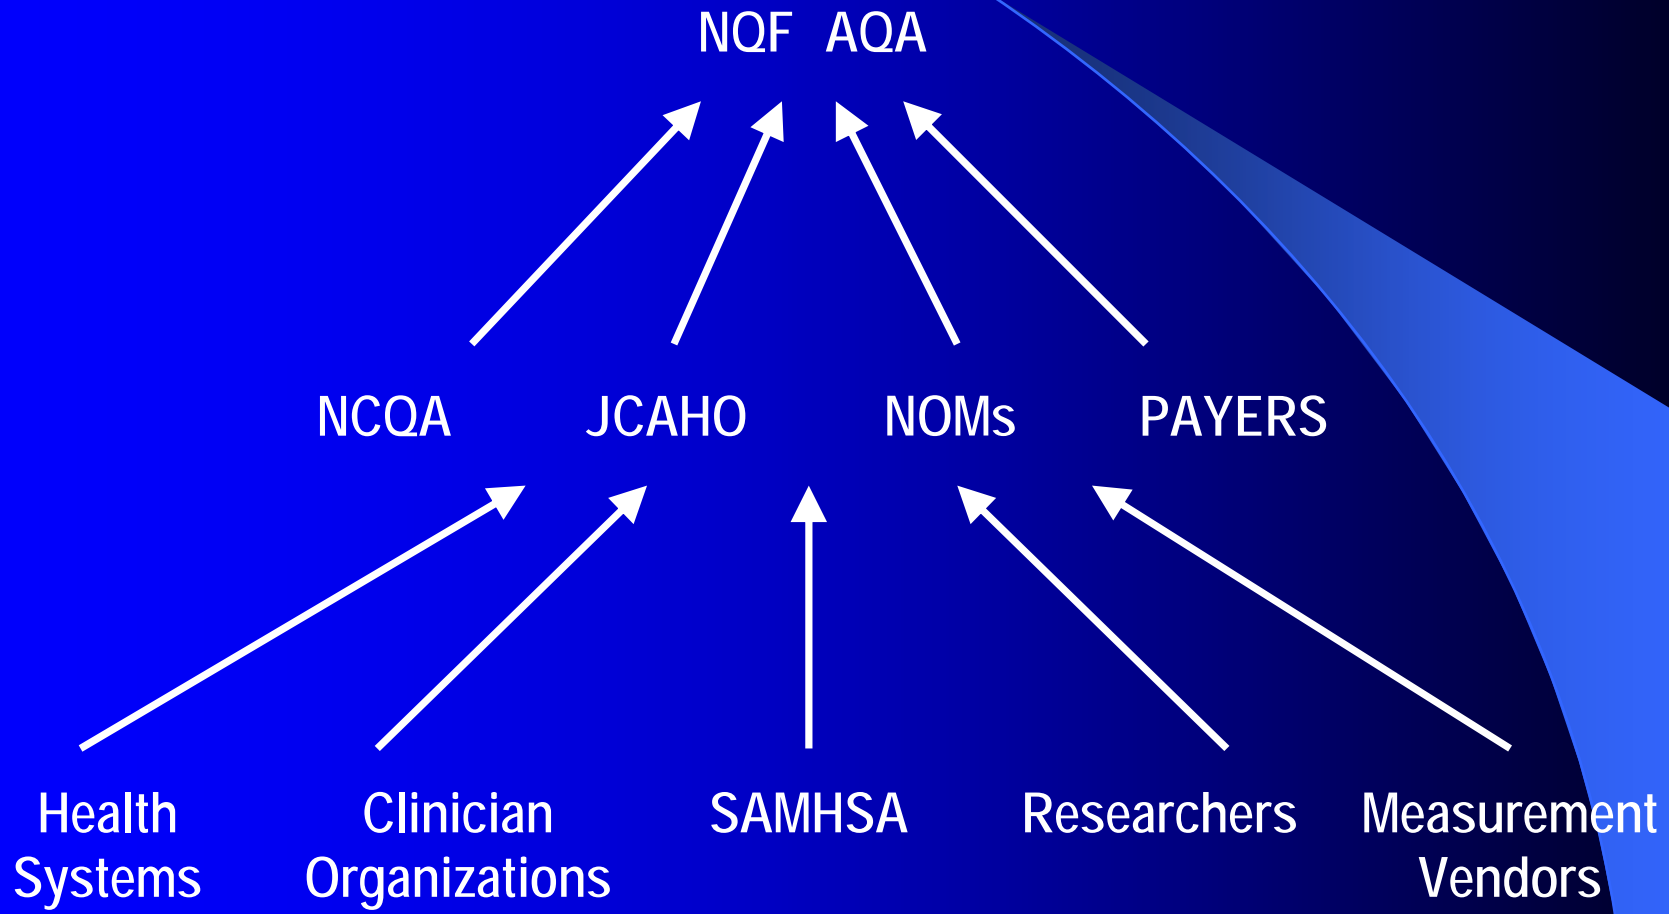 NQF AQA
NCQA JCAHO NOMs PAYERS
Health
Systems
Clinician
Organizations
SAMHSA
Researchers
Measurement
Vendors